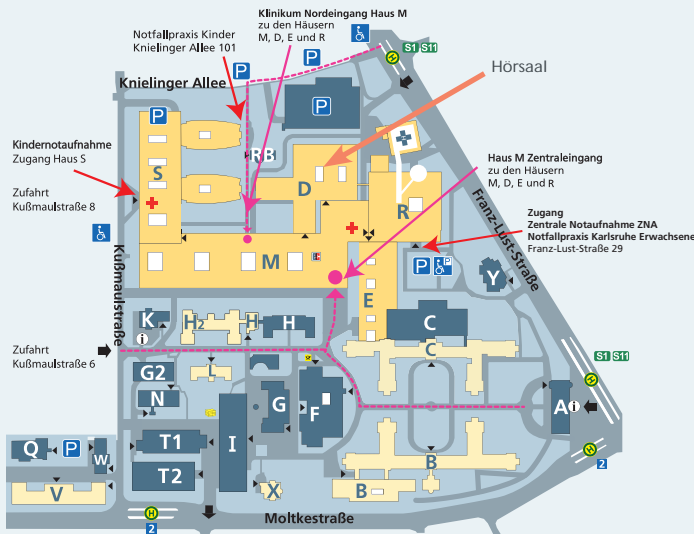 Klinikum Nordeingang Haus M
zu den Häusern
M, D, E und R
Notfallpraxis Kinder
Knielinger Allee 101
S1 S11
H
P
P
Hörsaal
Knielinger Allee
P
P
Kindernotaufnahme
Zugang Haus S
RB
S
D
R
Haus M Zentraleingang
zu den Häusern
M, D, E und R
Zufahrt
Kußmaulstraße 8
Zugang
Zentrale Notaufnahme ZNA
Notfallpraxis Karlsruhe Erwachsene
Franz-Lust-Straße 29
Kußmaulstraße
Franz-Lust-Straße
M
P
P
Y
E
K
i
H2
H
H
C
C
Zufahrt
Kußmaulstraße 6
S1 S11
H
G2
L
N
G
F
A
i
Q
P
W
T1
I
T2
B
H
2
V
X
B
H
2
Moltkestraße